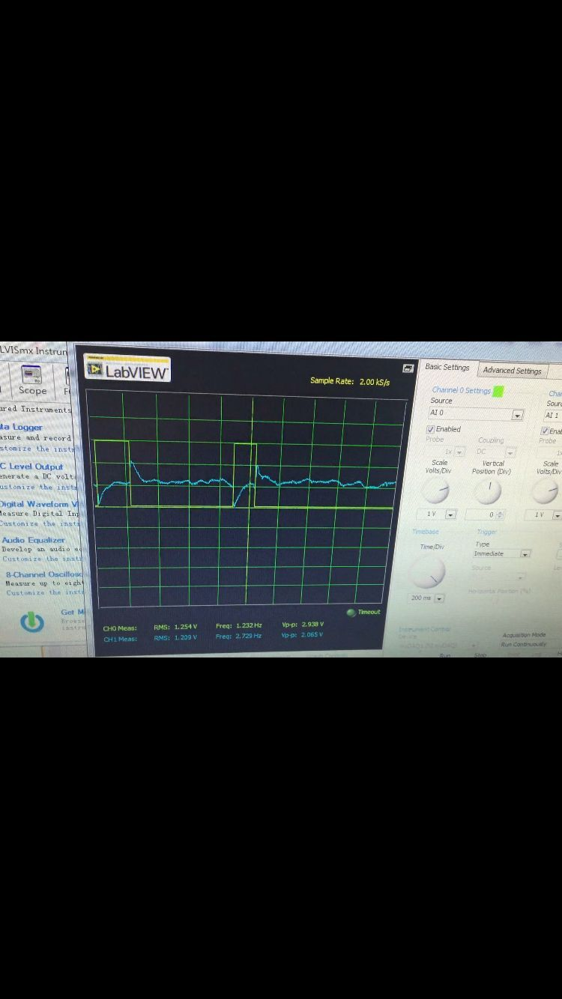 LVISmx Instrun
Scope
ured Instruments
ta Logger
easure and record
stomize the instr
C Level Output
enerate a DC volta
ustomize the inst
Digital Waveform W
Measure Digital Inp
Customize the inst
Audio Equalizer
Develop an audio eq
Customize the inst
8-Channel Oscillosc
Measure up to eight
Customize the inst
Get M
LabVIEW
Sample Rate: 2.00 kS/s
Timeout
CH0 Meas: RMS: 1.254 V Freq: 1.232 Hz Vp-p: 2.938 V
CH1 Meas: RMS: 1.209 V Freq: 2.729 Hz Vp-p: 2.065 V
Basic Settings Advanced Settings
Channel 0 Settings
Source
AI 0
Enabled
Probe Coupling
1x DC
Scale Volts/Div
Vertical Position (Div)
1 V 0
Chan
Sourc
AI 1
Enab
Probe
Scale
Volts/Div
1 V
Timebase Trigger
Time/Div
200 ms
Type
Immediate
Source
Horizontal Position (%)
Instrument Control
Device
Acquisition Mode
Run Continuously
Run Stop